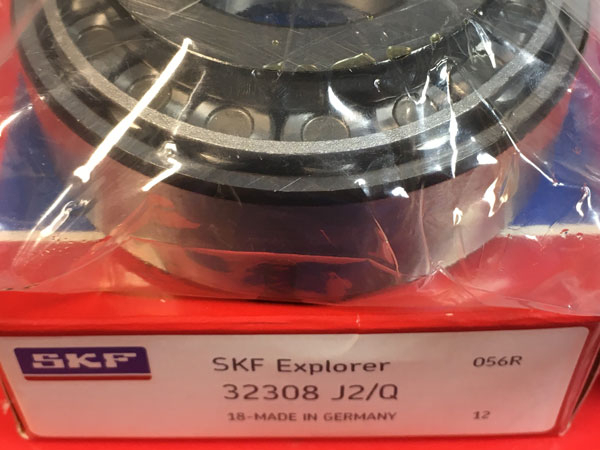 SKF
SKF Explorer
056R
32308 J2/Q
18-MADE IN GERMANY
12